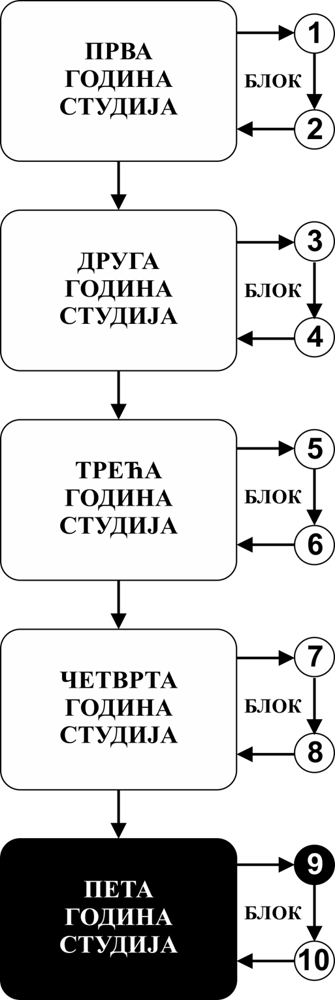 ПРВА
ГОДИНА
СТУДИЈА
1
БЛОК
2
ДРУГА
ГОДИНА
СТУДИЈА
3
БЛОК
4
ТРЕЋА
ГОДИНА
СТУДИЈА
5
БЛОК
6
ЧЕТВРТА
ГОДИНА
СТУДИЈА
7
БЛОК
8
ПЕТА
ГОДИНА
СТУДИЈА
9
БЛОК
10